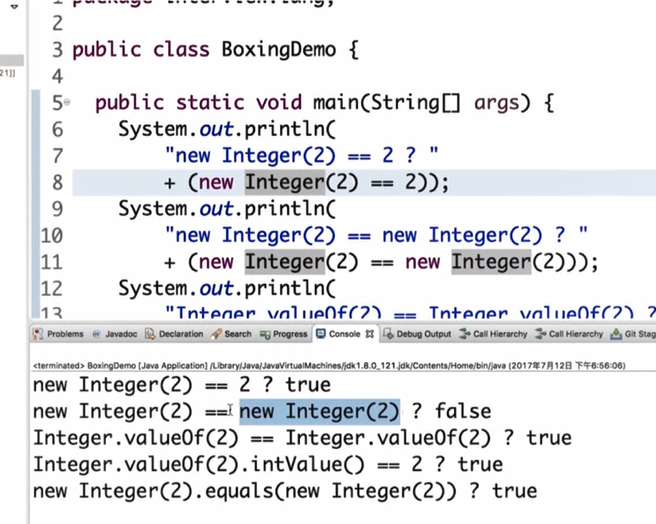 2
3 public class BoxingDemo {
4
21]]
5 public static void main(String[] args) {
6 System.out.println(
7 "new Integer(2) == 2 ? "
8 + (new Integer(2) == 2));
9 System.out.println(
10 "new Integer(2) == new Integer(2) ? "
11 + (new Integer(2) == new Integer(2)));
12 System.out.println(
13 "Integer.valueOf(2) == Integer.valueOf(2) ?
Problems @ Javadoc Declaration Search Progress Console Debug Output Call Hierarchy Call Hierarchy Git Stag
<terminated> BoxingDemo [Java Application] /Library/Java/JavaVirtualMachines/jdk1.8.0_121.jdk/Contents/Home/bin/java (2017年7月12日 下午6:56:06)
new Integer(2) == 2 ? true
new Integer(2) == new Integer(2) ? false
Integer.valueOf(2) == Integer.valueOf(2) ? true
Integer.valueOf(2).intValue() == 2 ? true
new Integer(2).equals(new Integer(2)) ? true